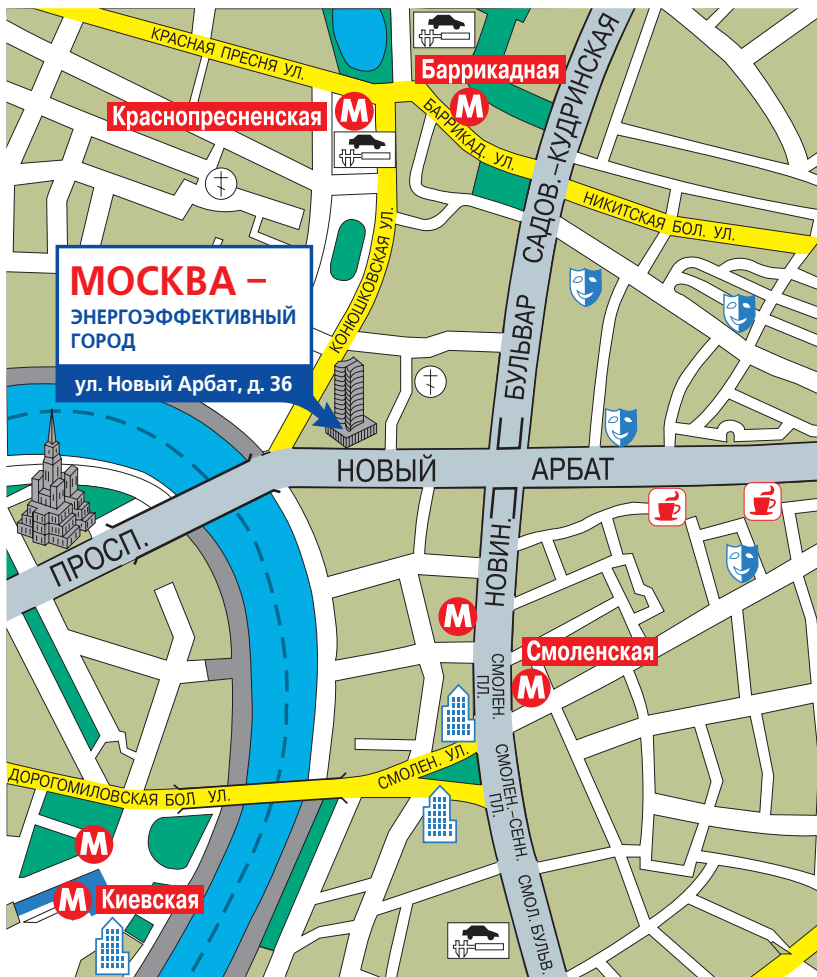 КРАСНАЯ ПРЕСНЯ УЛ.
Баррикадная
М
Краснопресненская
М
БАРРИКАД. УЛ.
САДОВ.-КУДРИНСКАЯ
НИКИТСКАЯ БОЛ. УЛ.
КОНЮШКОВСКАЯ УЛ.
МОСКВА –
ЭНЕРГОЭФФЕКТИВНЫЙ
ГОРОД
ул. Новый Арбат, д. 36
БУЛЬВАР
НОВЫЙ АРБАТ
ПРОСП.
НОВИН.
М
Смоленская
М
СМОЛЕН.
ПЛ.
СМОЛЕН. УЛ.
СМОЛЕН.-СЕНН.
ПЛ.
ДОРОГОМИЛОВСКАЯ БОЛ УЛ.
М
М
Киевская
СМОЛ. БУЛЬВ.